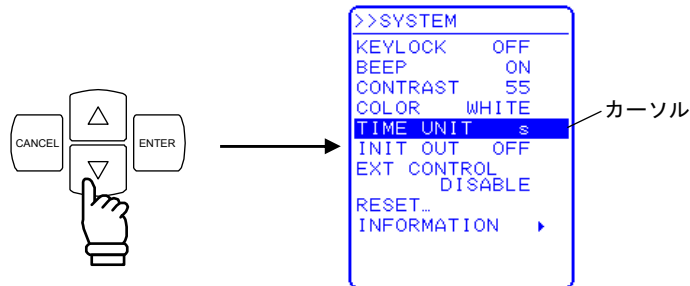 CANCEL
ENTER
>>SYSTEM
KEYLOCK OFF
BEEP ON
CONTRAST 55
COLOR WHITE
TIME UNIT s
INIT OUT OFF
EXT CONTROL
DISABLE
RESET…
INFORMATION
カーソル